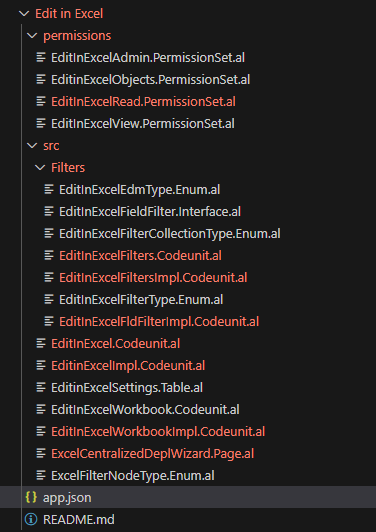 Edit in Excel
permissions
EditInExcelAdmin.PermissionSet.al
EditinExcelObjects.PermissionSet.al
EditInExcelRead.PermissionSet.al
EditInExcelView.PermissionSet.al
src
Filters
EditInExcelEdmType.Enum.al
EditInExcelFieldFilter.Interface.al
EditInExcelFilterCollectionType.Enum.al
EditInExcelFilters.Codeunit.al
EditInExcelFiltersImpl.Codeunit.al
EditInExcelFilterType.Enum.al
EditInExcelFldFilterImpl.Codeunit.al
EditInExcel.Codeunit.al
EditinExcelImpl.Codeunit.al
EditinExcelSettings.Table.al
EditInExcelWorkbook.Codeunit.al
EditInExcelWorkbookImpl.Codeunit.al
ExcelCentralizedDeplWizard.Page.al
ExcelFilterNodeType.Enum.al
{} app.json
README.md